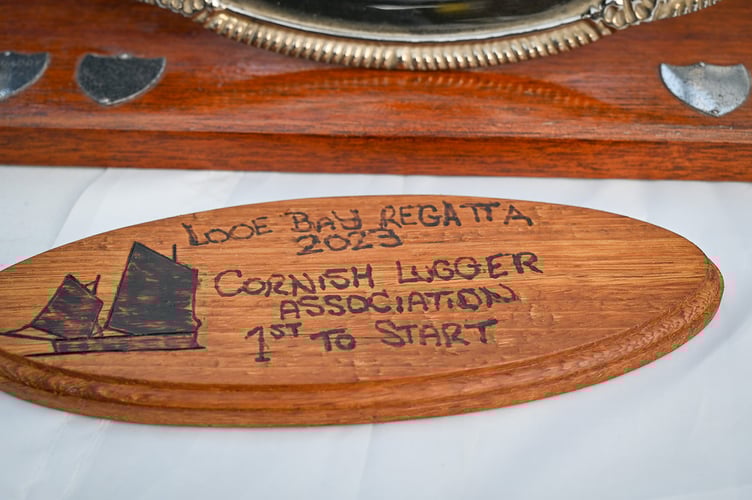 LOOE BAY REGATTA
2023
CORNISH LUGGER
ASSOCIATION
1ST TO START